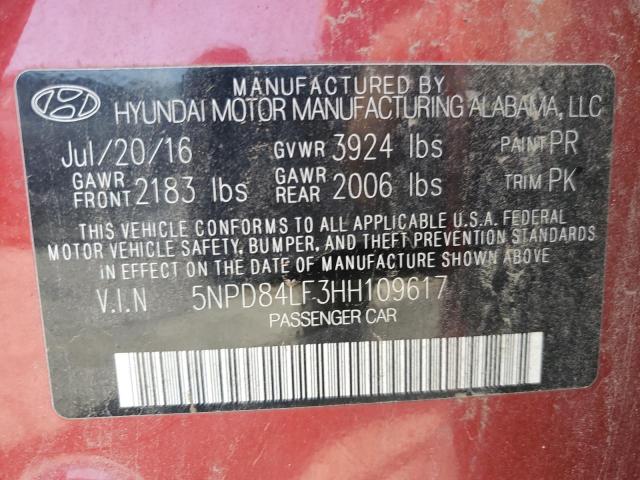 MANUFACTURED BY
HYUNDAI MOTOR MANUFACTURING ALABAMA, LLC
Jul/20/16 GVWR 3924 lbs PAINT PR
GAWR FRONT 2183 lbs GAWR REAR 2006 lbs TRIM PK
THIS VEHICLE CONFORMS TO ALL APPLICABLE U.S.A. FEDERAL
MOTOR VEHICLE SAFETY, BUMPER, AND THEFT PREVENTION STANDARDS
IN EFFECT ON THE DATE OF MANUFACTURE SHOWN ABOVE.
V.I.N 5NPD84LF3HH109617
PASSENGER CAR